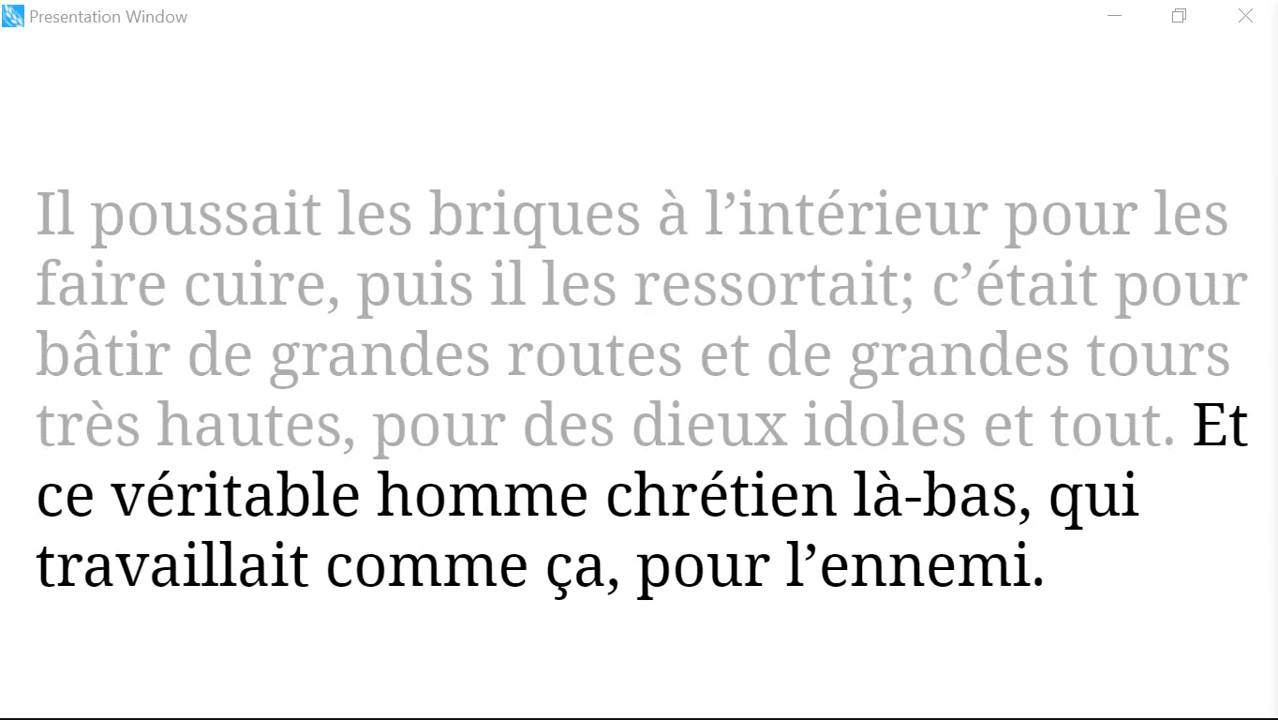 Presentation Window
Il poussait les briques à l’intérieur pour les
faire cuire, puis il les ressortait; c’était pour
bâtir de grandes routes et de grandes tours
très hautes, pour des dieux idoles et tout. Et
ce véritable homme chrétien là-bas, qui
travaillait comme ça, pour l’ennemi.